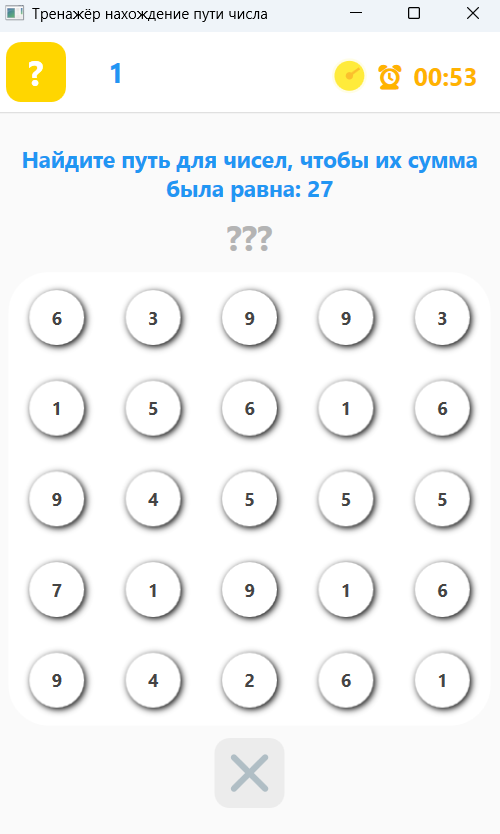 Тренажёр нахождение пути числа
? 1 00:53
Найдите путь для чисел, чтобы их сумма
была равна: 27
???
6 3 9 9 3
1 5 6 1 6
9 4 5 5 5
7 1 9 1 6
9 4 2 6 1